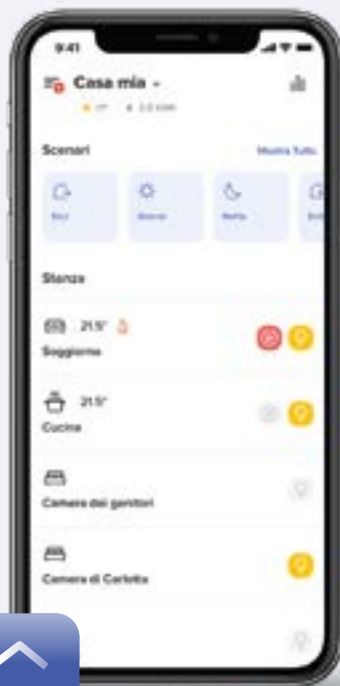 9:41
Casa mia
Scenari Mostra Tutto
Notte
Stanze
21.5°
Soggiorno
21.5°
Cucina
Camera dei genitori
Camera di Carlotta